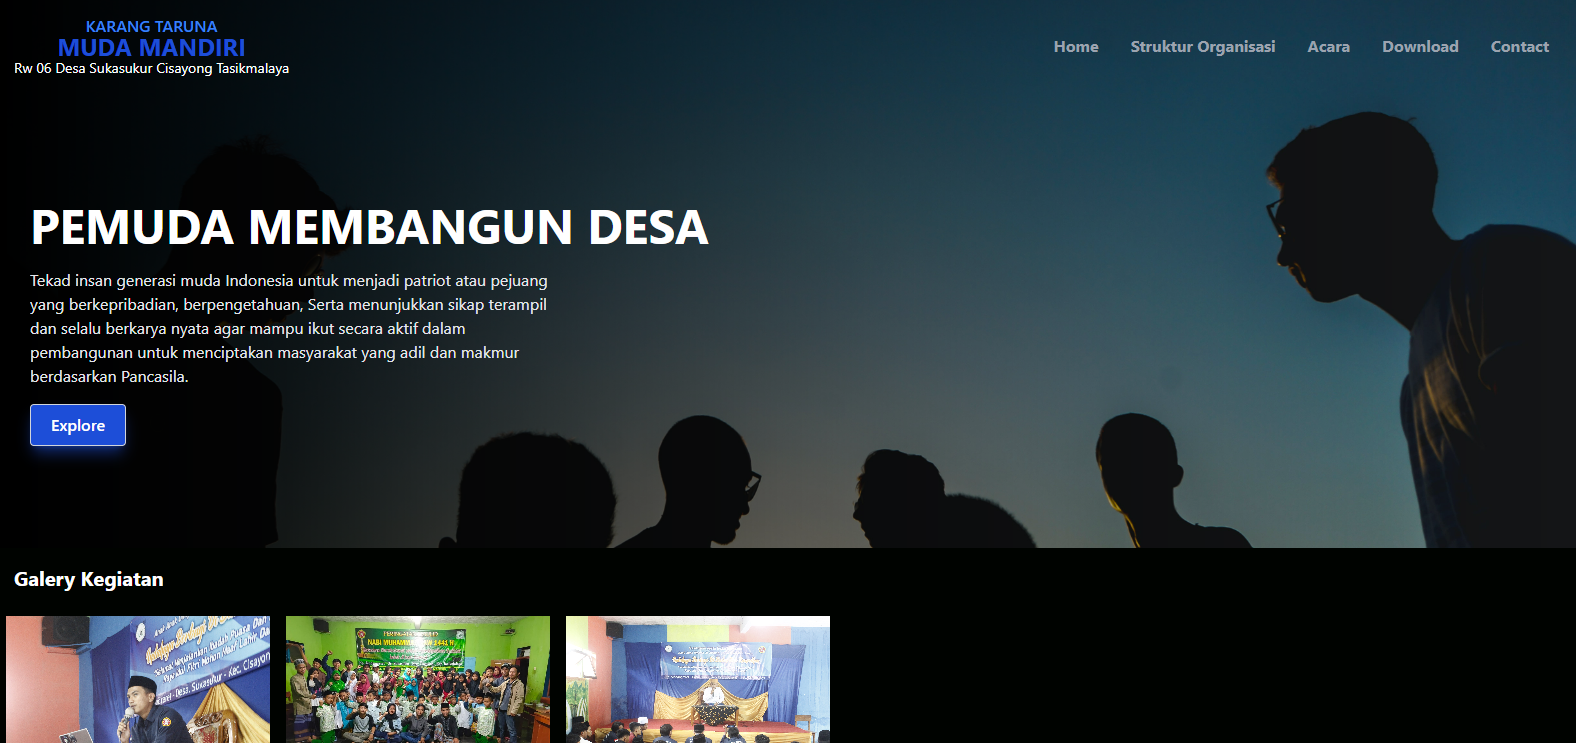 KARANG TARUNA
MUDA MANDIRI
Rw 06 Desa Sukasukur Cisayong Tasikmalaya
Home Struktur Organisasi Acara Download Contact
PEMUDA MEMBANGUN DESA
Tekad insan generasi muda Indonesia untuk menjadi patriot atau pejuang
yang berkepribadian, berpengetahuan, Serta menunjukkan sikap terampil
dan selalu berkarya nyata agar mampu ikut secara aktif dalam
pembangunan untuk menciptakan masyarakat yang adil dan makmur
berdasarkan Pancasila.
Explore
Galery Kegiatan
NABI MUHAMMAD